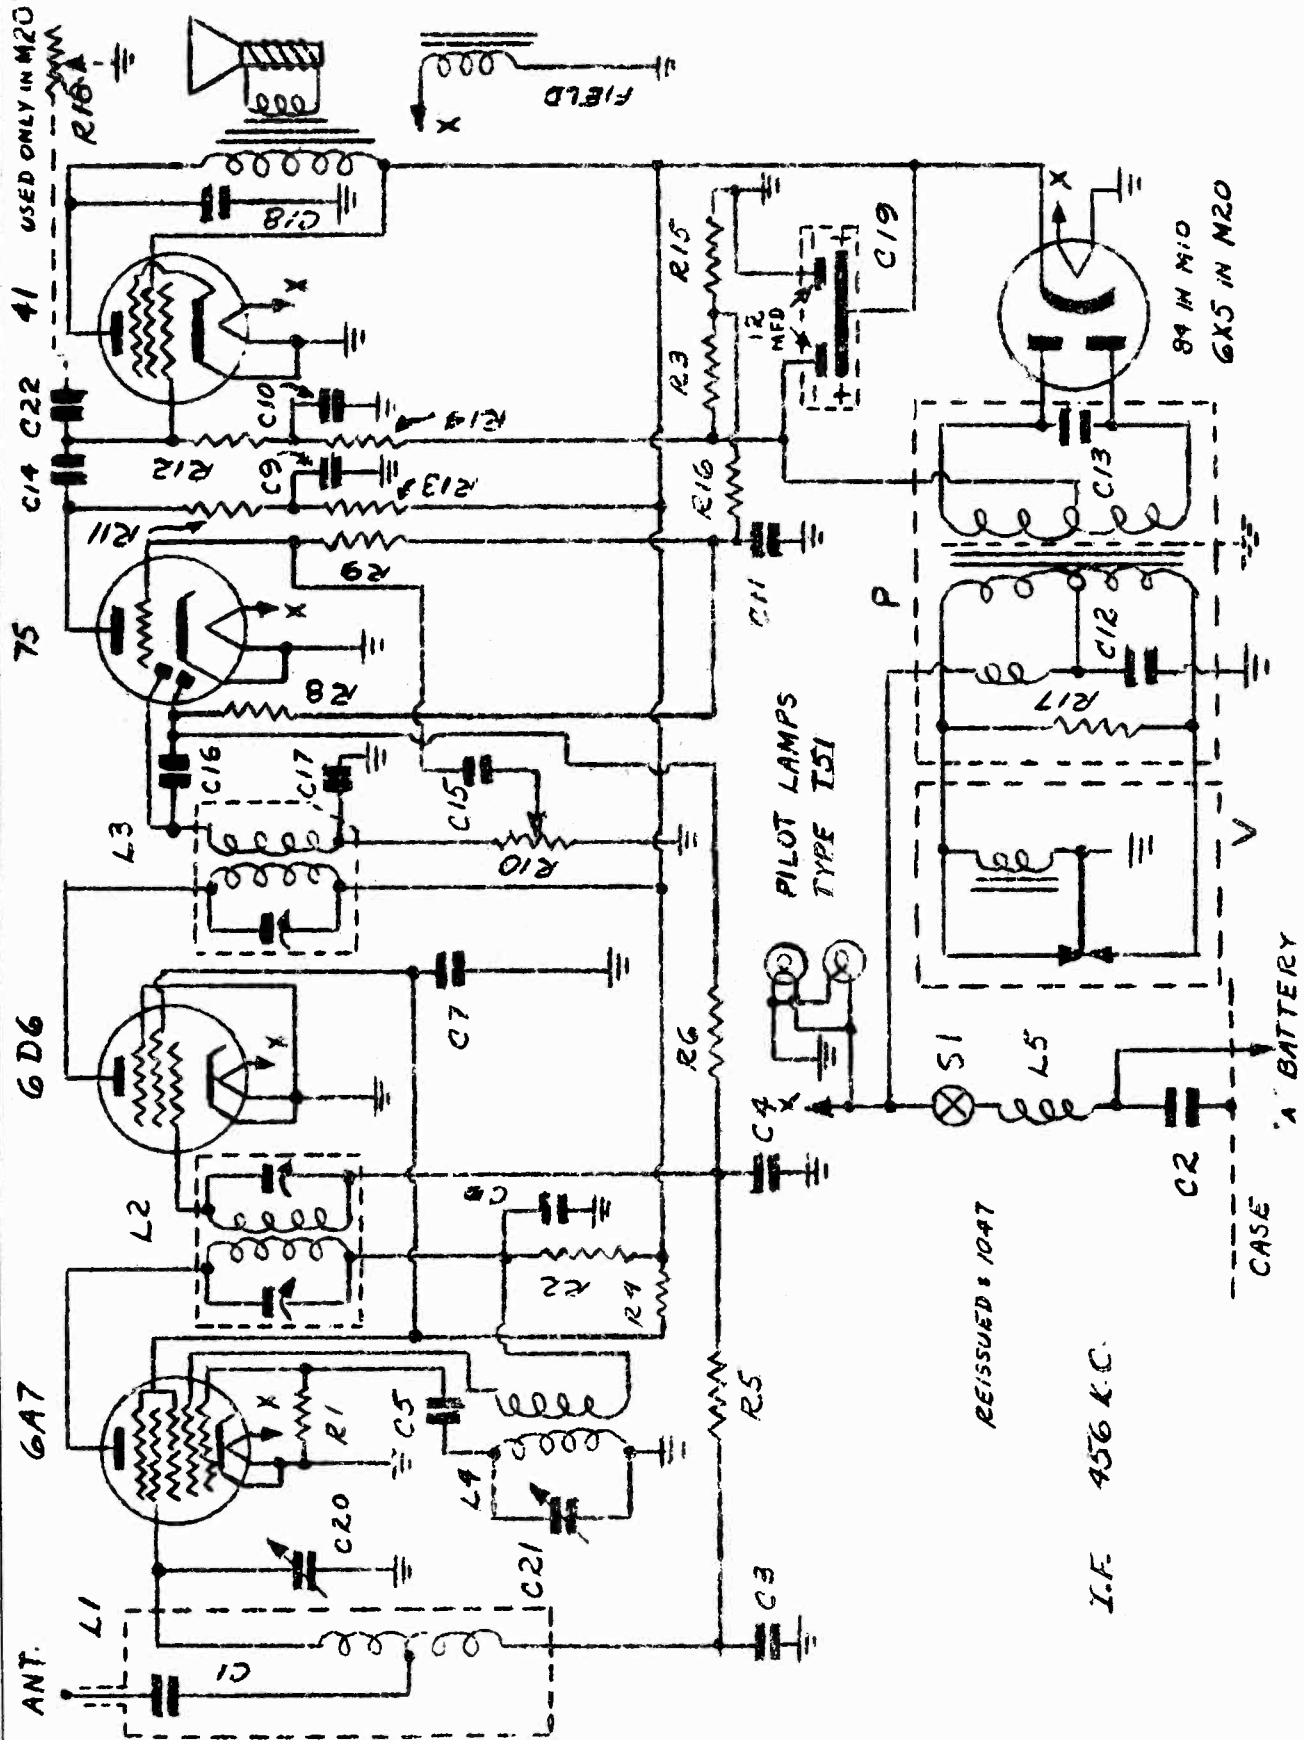 ANT.
L1
6A7
L2
6D6
L3
75
C14
C22
41
USED ONLY IN M20
R18
C1
C20
R1
C5
L4
C21
C3
R5
R2
R4
C7
R6
C4
X
X
X
X
X
X
X
C16
C17
C15
R10
R8
R9
R11
R12
R13
R14
C9
C10
C18
FIELD
R16
C11
R3
R15
12 MFD
C19
+
+
PILOT LAMPS
TYPE T51
S1
L5
C2
CASE
"A" BATTERY
V
P
R17
C12
C13
84 IN M10
6X5 IN M20
REISSUED: 1047
I.F. 456 K.C.